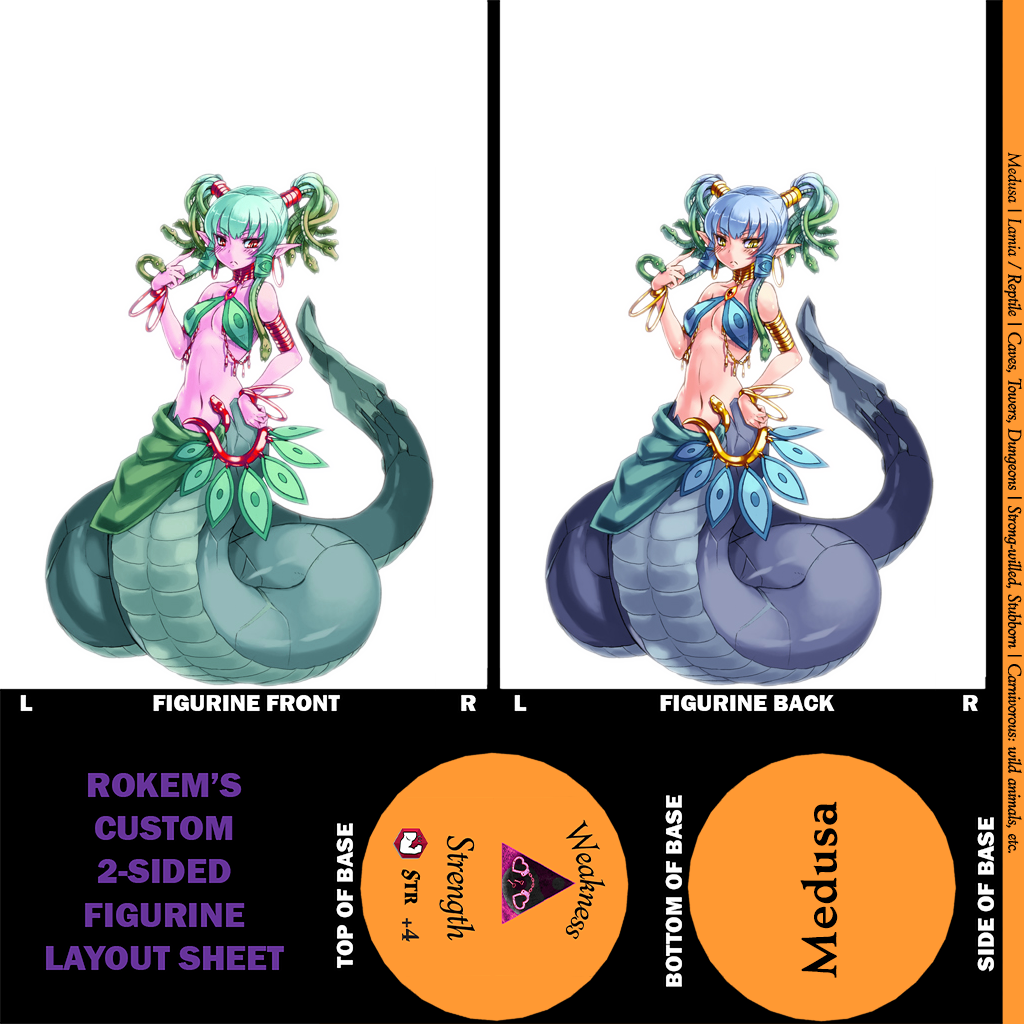 Medusa | Lamia / Reptile | Caves, Towers, Dungeons | Strong-willed, Stubborn | Carnivorous: wild animals, etc.
L
FIGURINE FRONT
R
L
FIGURINE BACK
R
ROKEM'S
CUSTOM
2-SIDED
FIGURINE
LAYOUT SHEET
TOP OF BASE
Weakness
Strength
STR +4
BOTTOM OF BASE
Medusa
SIDE OF BASE